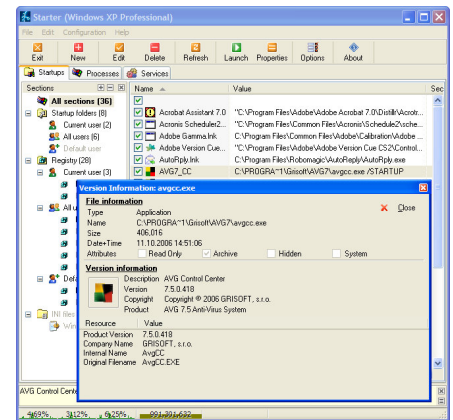 Starter (Windows XP Professional)
File Edit Configuration Help
Exit New Edit Delete Refresh Launch Properties Options About
Startups Processes Services
Sections Name Value Sec
All sections (36)
Startup folders (8) Acrobat Assistant 7.0 "C:\Program Files\Adobe\Adobe Acrobat 7.0\Distillr\Acrotr...
Current user (2) Acronis Scheduler2... "C:\Program Files\Common Files\Acronis\Schedule2\sche...
All users (6) Adobe Gamma.lnk "C:\Program Files\Common Files\Adobe\Calibration\Adobe ...
Default user Adobe Version Cue... "C:\Program Files\Adobe\Adobe Version Cue CS2\Control...
Registry (28) AutoRply.lnk C:\Program Files\Robomagic\AutoReply\AutoRply.exe
Current user (3) AVG7_CC C:\PROGRA~1\Grisoft\AVG7\avgcc.exe /STARTUP
Version Information: avgcc.exe
File information
Close
Type Application
Name C:\PROGRA~1\Grisoft\AVG7\avgcc.exe
Size 406,016
Date+Time 11.10.2006 14:51:06
Attributes Read Only Archive Hidden System
Version information
Description AVG Control Center
Version 7.5.0.418
Copyright Copyright © 2006 GRISOFT, s.r.o.
Product AVG 7.5 Anti-Virus System
Resource Value
Product Version 7.5.0.418
Company Name GRISOFT, s.r.o.
Internal Name AvgCC
Original Filename AvgCC.EXE
All u
Defa
INI files
Win
AVG Control Cente